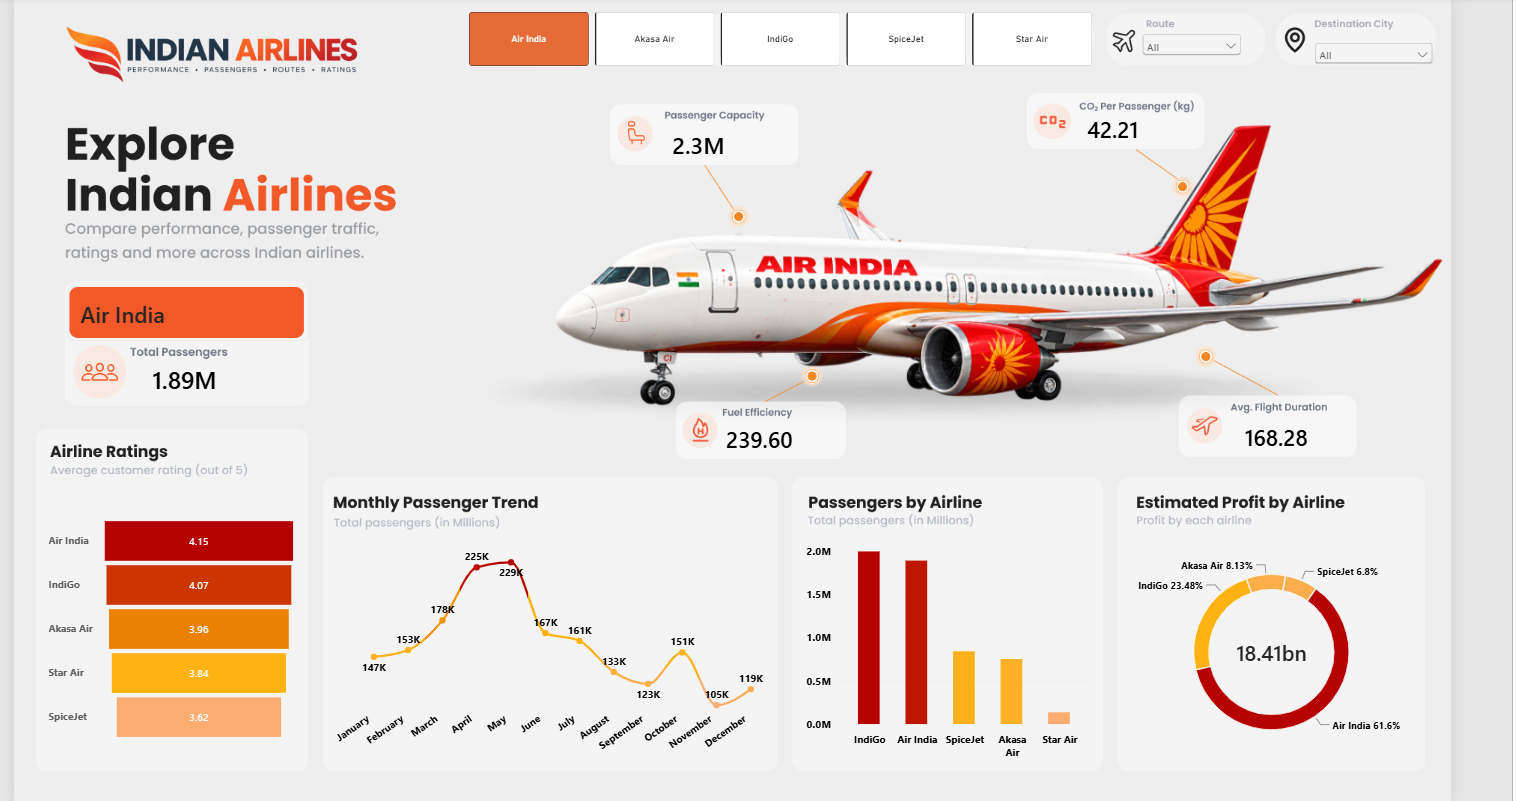 INDIAN AIRLINES
PERFORMANCE • PASSENGERS • ROUTES • RATINGS
Air India
Akasa Air
IndiGo
SpiceJet
Star Air
Route
All
Destination City
All
Explore
Indian Airlines
Compare performance, passenger traffic,
ratings and more across Indian airlines.
Air India
Total Passengers
1.89M
Passenger Capacity
2.3M
CO₂ Per Passenger (kg)
CO₂
42.21
AIR INDIA
CI
Fuel Efficiency
H
239.60
Avg. Flight Duration
168.28
Airline Ratings
Average customer rating (out of 5)
Air India 4.15
IndiGo 4.07
Akasa Air 3.96
Star Air 3.84
SpiceJet 3.62
Monthly Passenger Trend
Total passengers (in Millions)
147K
153K
178K
225K
229K
167K
161K
133K
123K
151K
105K
119K
January
February
March
April
May
June
July
August
September
October
November
December
Passengers by Airline
Total passengers (in Millions)
2.0M
1.5M
1.0M
0.5M
0.0M
IndiGo
Air India
SpiceJet
Akasa
Air
Star Air
Estimated Profit by Airline
Profit by each airline
Akasa Air 8.13%
SpiceJet 6.8%
IndiGo 23.48%
18.41bn
Air India 61.6%